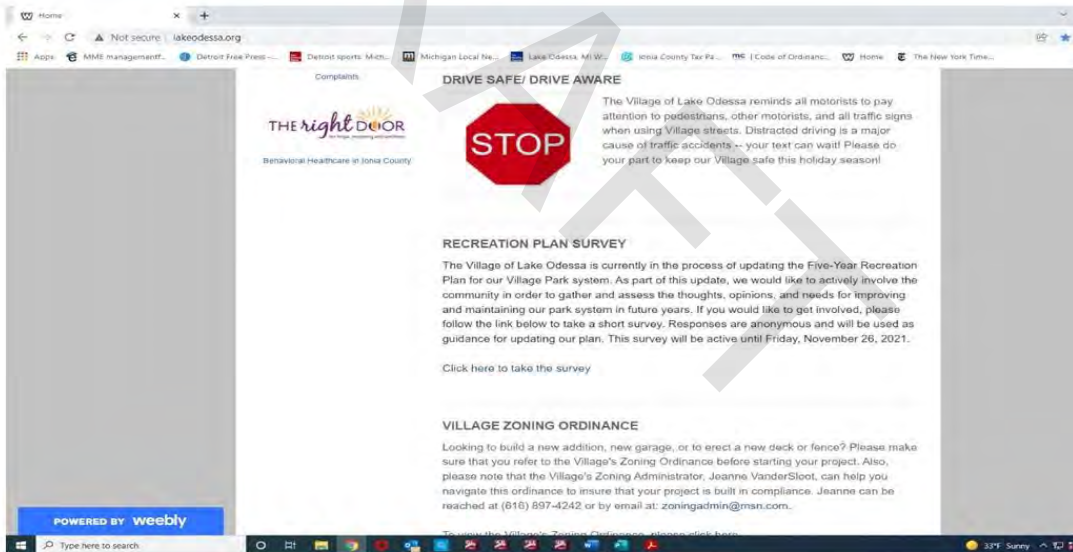 Home × +
Not secure lakeodessa.org
Apps MME managementf... Detroit Free Press -... Detroit sports: Mich... Michigan Local Ne... Lake Odessa, MI W... Ionia County Tax Pa... | Code of Ordinanc... Home The New York Time...
Complaints
THE right DOOR
Behavioral Healthcare in Ionia County
DRIVE SAFE/ DRIVE AWARE
STOP
The Village of Lake Odessa reminds all motorists to pay
attention to pedestrians, other motorists, and all traffic signs
when using Village streets. Distracted driving is a major
cause of traffic accidents -- your text can wait! Please do
your part to keep our Village safe this holiday season!
RECREATION PLAN SURVEY
The Village of Lake Odessa is currently in the process of updating the Five-Year Recreation
Plan for our Village Park system. As part of this update, we would like to actively involve the
community in order to gather and assess the thoughts, opinions, and needs for improving
and maintaining our park system in future years. If you would like to get involved, please
follow the link below to take a short survey. Responses are anonymous and will be used as
guidance for updating our plan. This survey will be active until Friday, November 26, 2021.
Click here to take the survey
VILLAGE ZONING ORDINANCE
Looking to build a new addition, new garage, or to erect a new deck or fence? Please make
sure that you refer to the Village's Zoning Ordinance before starting your project. Also,
please note that the Village's Zoning Administrator, Jeanne VanderSloot, can help you
navigate this ordinance to insure that your project is built in compliance. Jeanne can be
reached at (616) 897-4242 or by email at: zoningadmin@msn.com.
To view the Village's Zoning Ordinance, please click here
POWERED BY weebly
Type here to search
33°F Sunny